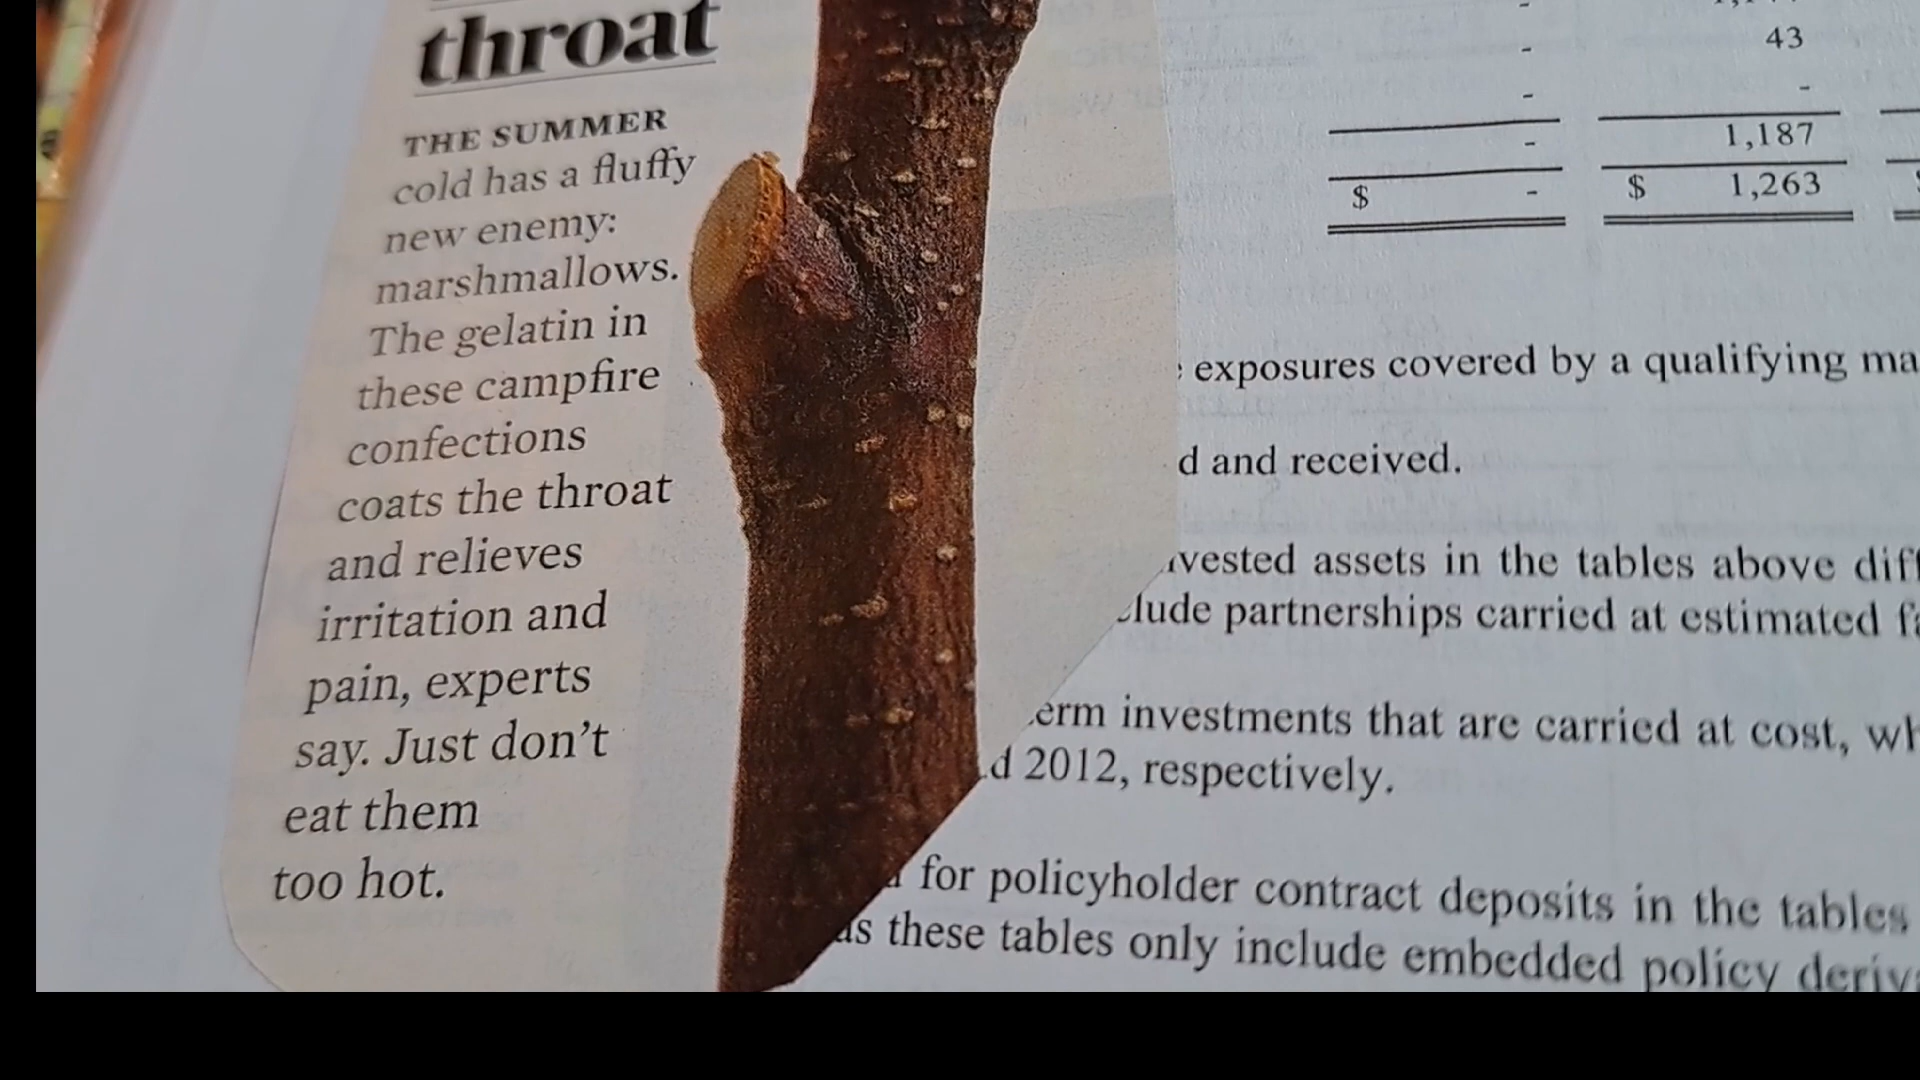 throat
THE SUMMER
cold has a fluffy
new enemy:
marshmallows.
The gelatin in
these campfire
confections
coats the throat
and relieves
irritation and
pain, experts
say. Just don't
eat them
too hot.
-
- 43
- -
- 1,187
$ - $ 1,263
exposures covered by a qualifying
and received.
assets in the tables above
partnerships carried at estimated
investments that are carried at cost,
2012, respectively.
for policyholder contract deposits in the tables
these tables only include embedded policy